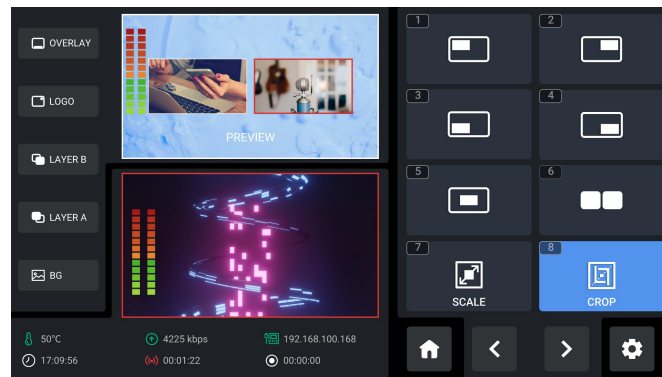 OVERLAY
LOGO
LAYER B
LAYER A
BG
PREVIEW
50°C
4225 kbps
192.168.100.168
17:09:56
00:01:22
00:00:00
1
2
3
4
5
6
7
SCALE
8
CROP